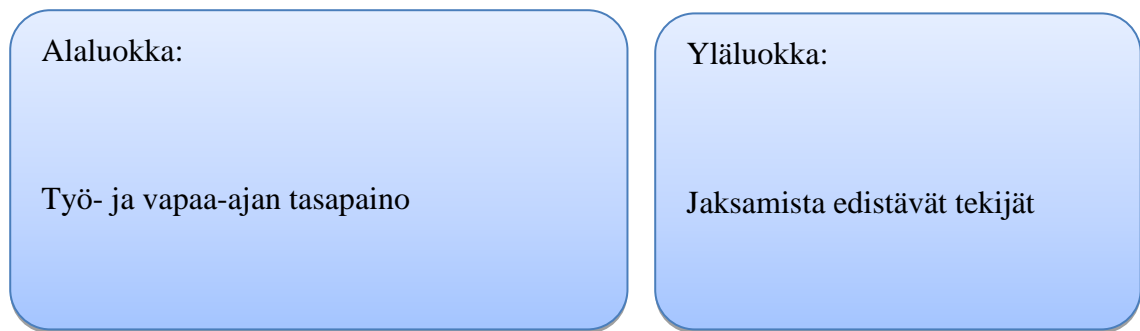 Alaluokka:
Työ- ja vapaa-ajan tasapaino
Yläluokka:
Jaksamista edistävät tekijät